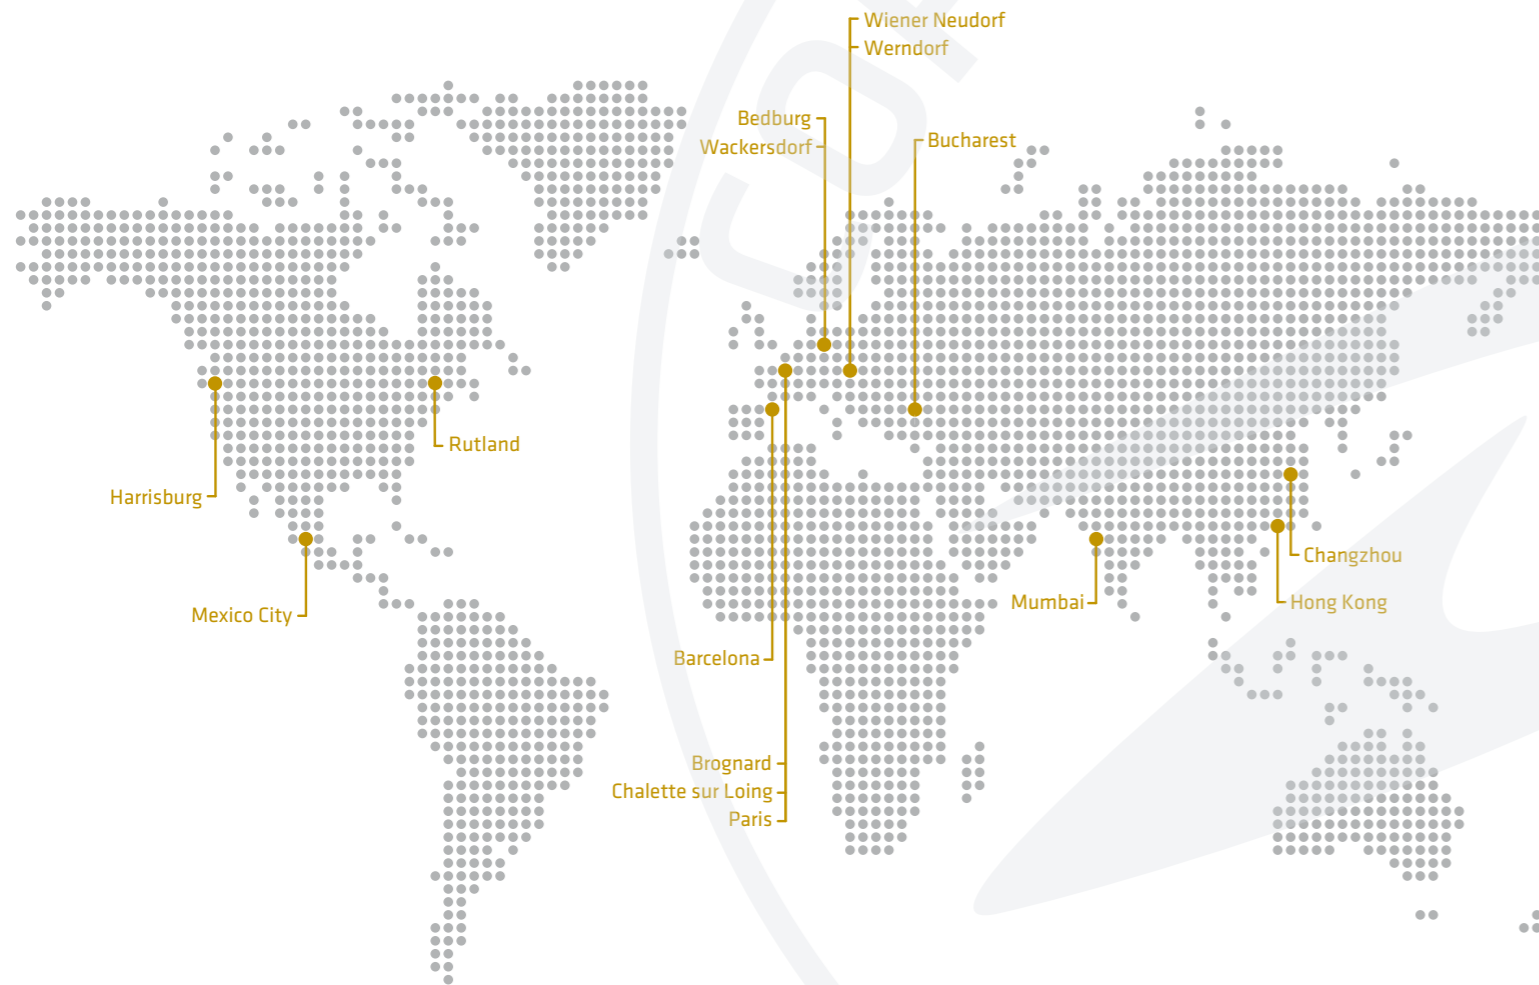 Wiener Neudorf
Werndorf
Bedburg
Wackersdorf
Bucharest
Rutland
Harrisburg
Mexico City
Changzhou
Mumbai
Hong Kong
Barcelona
Brognard
Chalette sur Loing
Paris